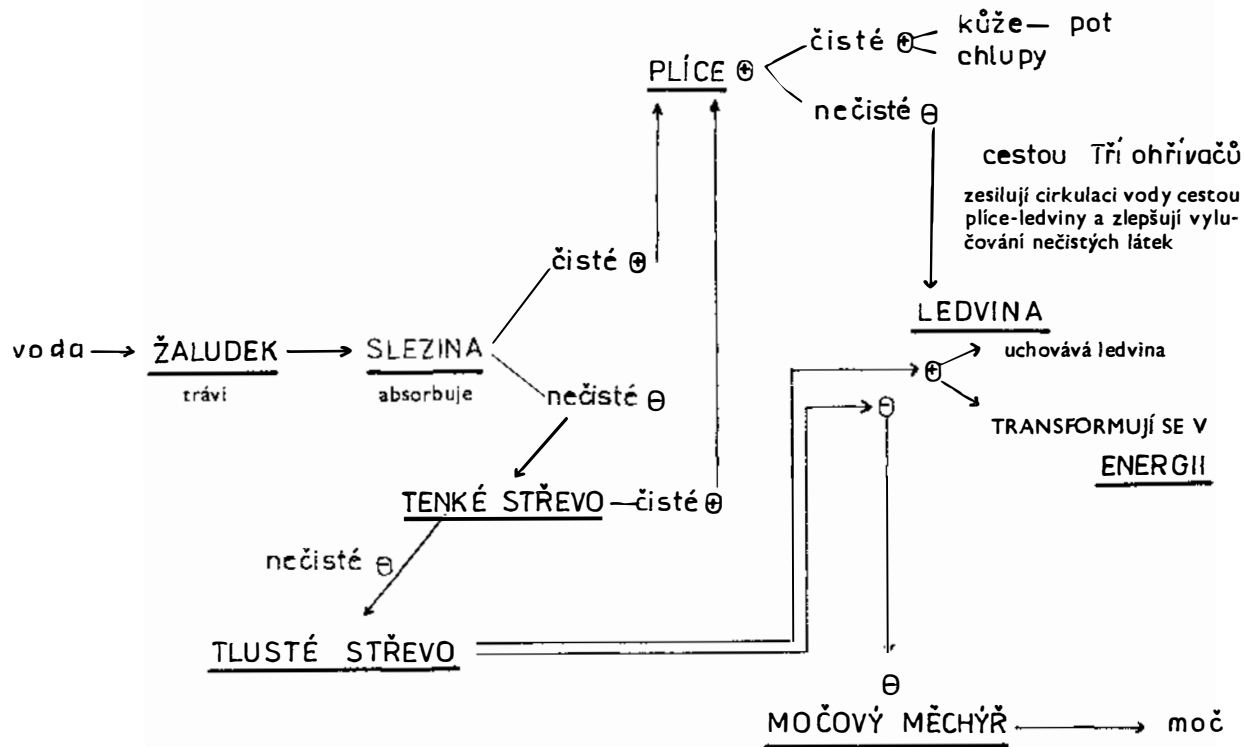 PLÍCE ⊕
čisté ⊕
kůže — pot
chlupy
nečisté ⊖
cestou Tří ohřívačů
zesilují cirkulaci vody cestou
plíce-ledviny a zlepšují vylu-
čování nečistých látek
čisté ⊕
LEDVINA
voda
ŽALUDEK
tráví
SLEZINA
absorbuje
nečisté ⊖
⊕
uchovává ledvina
⊖
TRANSFORMUJÍ SE V
ENERGII
TENKÉ STŘEVO
čisté ⊕
nečisté ⊖
TLUSTÉ STŘEVO
⊖
MOČOVÝ MĚCHÝŘ
moč